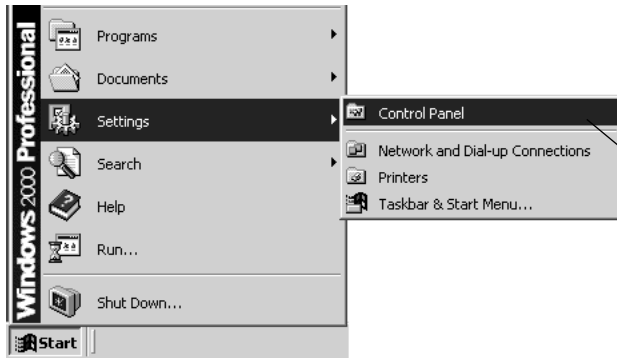 Windows 2000 Professional
Programs
Documents
Settings
Search
Help
Run...
Shut Down...
Start
Control Panel
Network and Dial-up Connections
Printers
Taskbar & Start Menu...